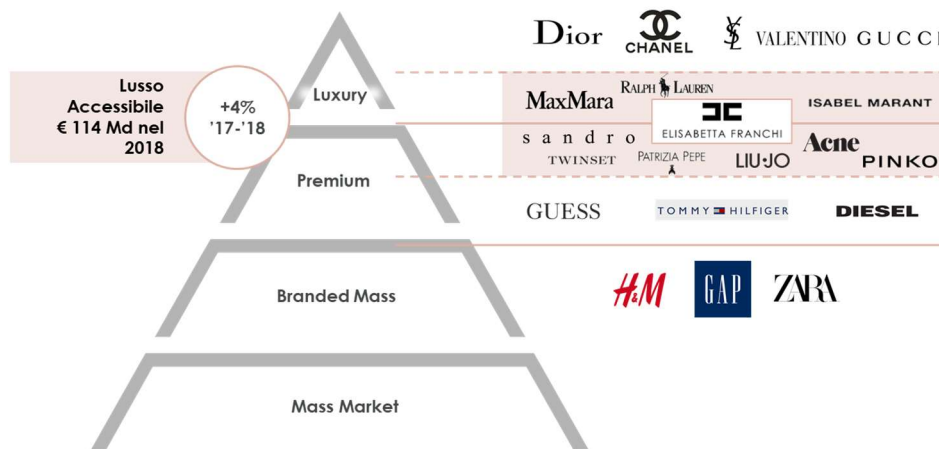 Dior
CHANEL
YSL
VALENTINO
GUCCI
Lusso
Accessibile
€ 114 Md nel
2018
+4%
'17-'18
Luxury
MaxMara
RALPH LAUREN
ELISABETTA FRANCHI
ISABEL MARANT
sandro
TWINSET
PATRIZIA PEPE
LIU·JO
Acne
PINKO
Premium
GUESS
TOMMY HILFIGER
DIESEL
Branded Mass
H&M
GAP
ZARA
Mass Market